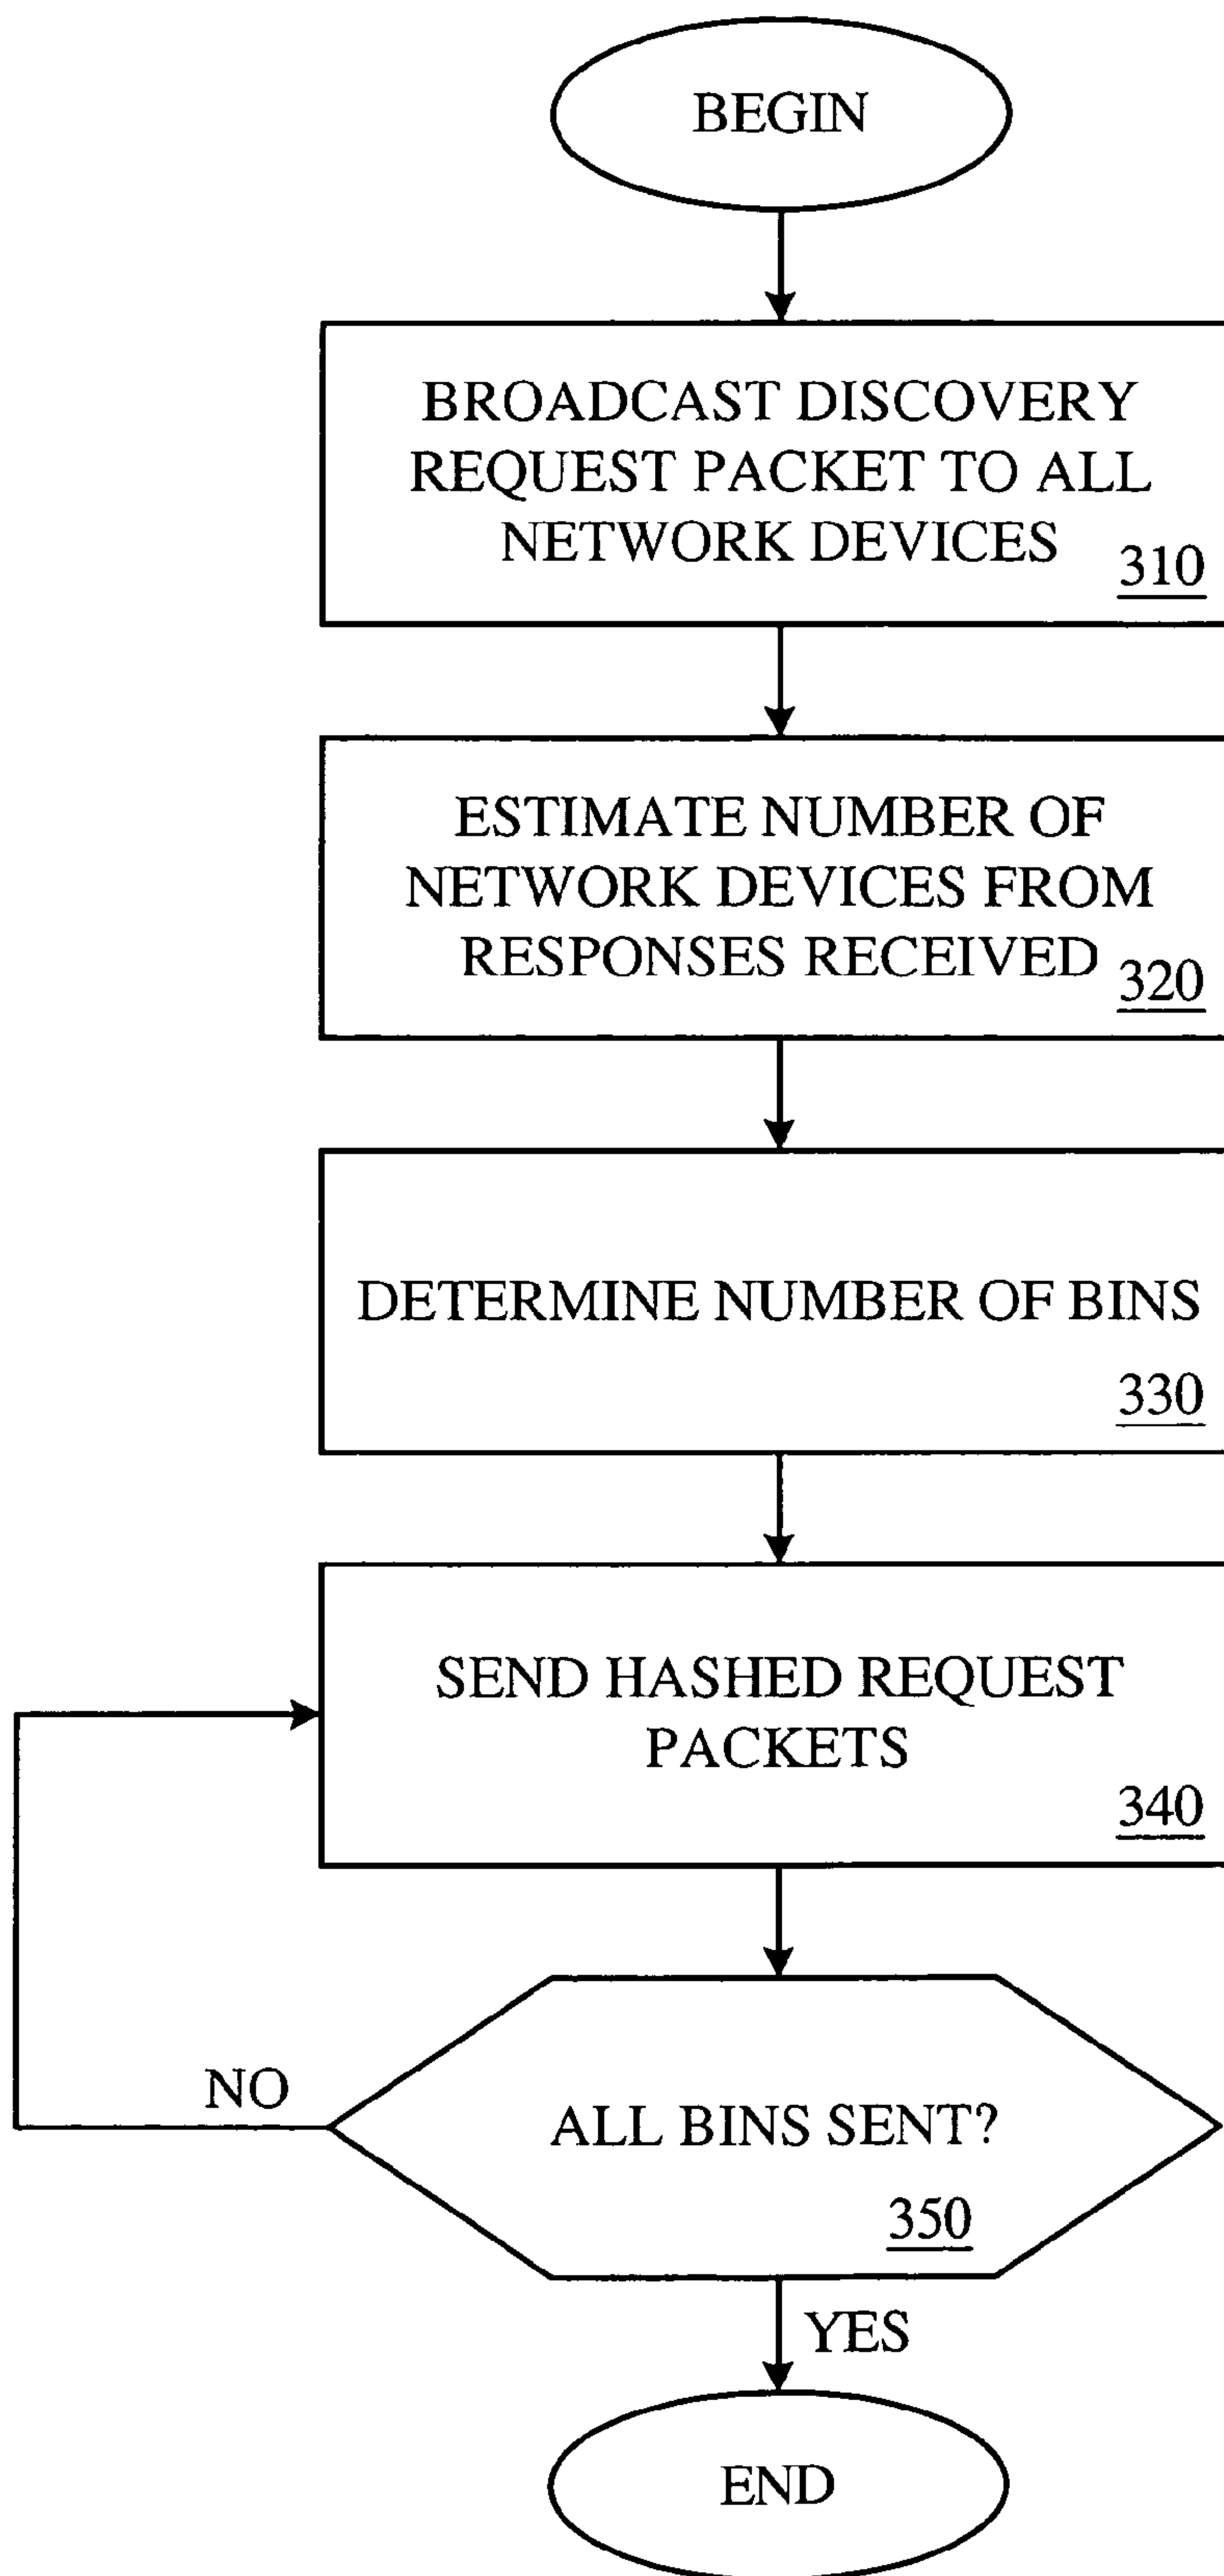 BEGIN
BROADCAST DISCOVERY
REQUEST PACKET TO ALL
NETWORK DEVICES
310
ESTIMATE NUMBER OF
NETWORK DEVICES FROM
RESPONSES RECEIVED
320
DETERMINE NUMBER OF BINS
330
SEND HASHED REQUEST
PACKETS
340
NO
ALL BINS SENT?
350
YES
END